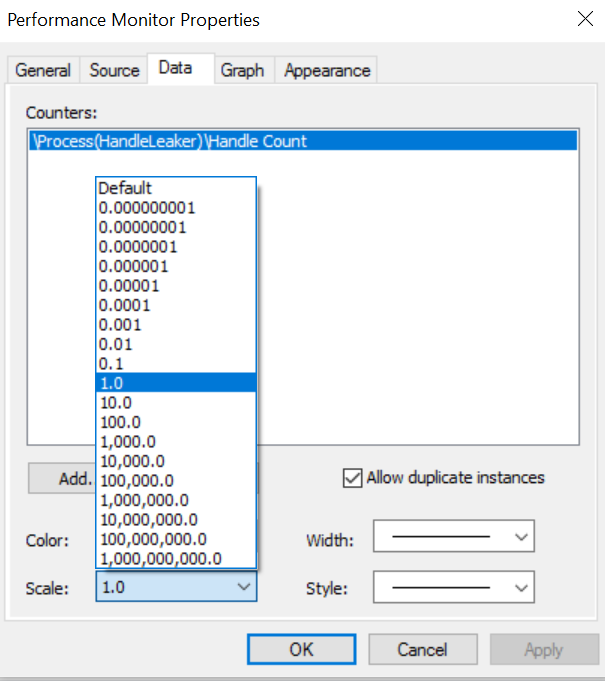 Performance Monitor Properties
General Source Data Graph Appearance
Counters:
\Process(HandleLeaker)\Handle Count
Default
0.000000001
0.00000001
0.0000001
0.000001
0.00001
0.0001
0.001
0.01
0.1
1.0
10.0
100.0
1,000.0
10,000.0
100,000.0
1,000,000.0
10,000,000.0
100,000,000.0
1,000,000,000.0
Add..
Allow duplicate instances
Color:
Width:
Scale: 1.0
Style:
OK Cancel Apply